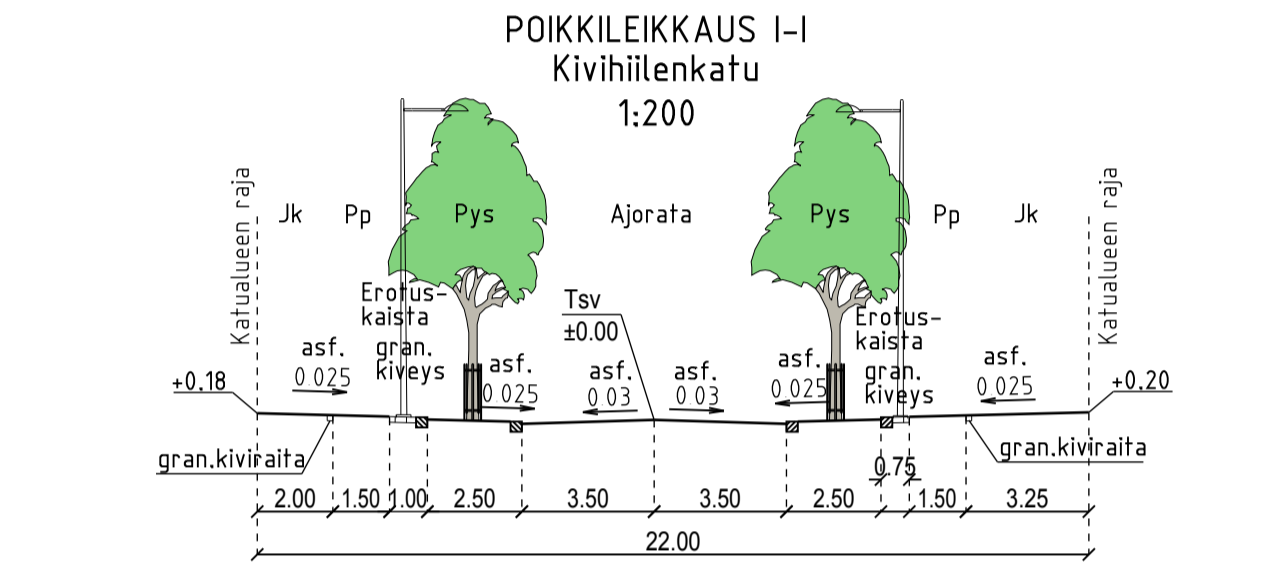 POIKKILEIKKAUS I-I
Kivihiilenkatu
1:200
Katualueen raja
Jk
Pp
Pys
Ajorata
Pys
Pp
Jk
Katualueen raja
Erotus-
kaista
gran.
kiveys
Tsv
±0.00
Erotus-
kaista
gran.
kiveys
+0.18
asf.
0.025
asf.
0.025
asf.
0.03
asf.
0.03
asf.
0.025
asf.
0.025
+0.20
gran.kiviraita
gran.kiviraita
0.75
2.00
1.50
1.00
2.50
3.50
3.50
2.50
1.50
3.25
22.00